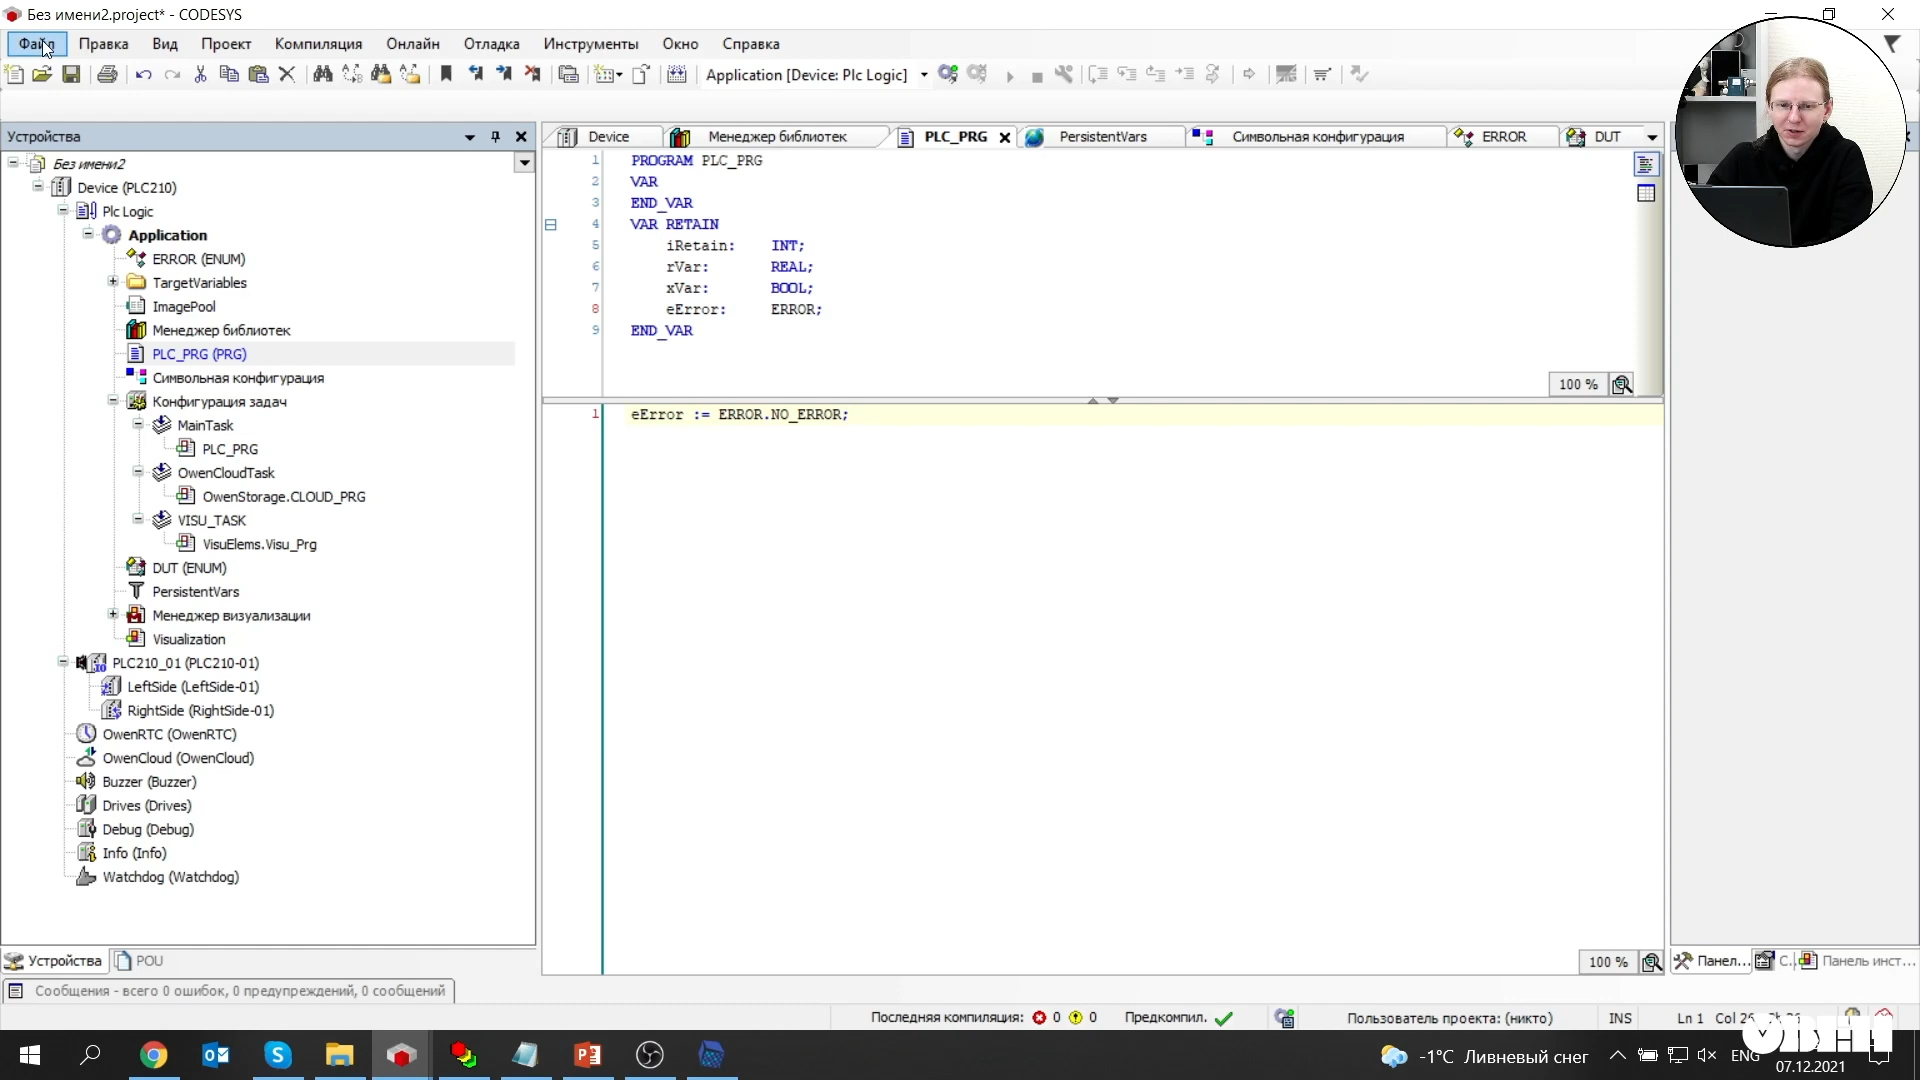 Без имени2.project* - CODESYS
Файл Правка Вид Проект Компиляция Онлайн Отладка Инструменты Окно Справка
Application [Device: Plc Logic]
Устройства
Без имени2
Device (PLC210)
Plc Logic
Application
ERROR (ENUM)
TargetVariables
ImagePool
Менеджер библиотек
PLC_PRG (PRG)
Символьная конфигурация
Конфигурация задач
MainTask
PLC_PRG
OwenCloudTask
OwenStorage.CLOUD_PRG
VISU_TASK
VisuElems.Visu_Prg
DUT (ENUM)
PersistentVars
Менеджер визуализации
Visualization
PLC210_01 (PLC210-01)
LeftSide (LeftSide-01)
RightSide (RightSide-01)
OwenRTC (OwenRTC)
OwenCloud (OwenCloud)
Buzzer (Buzzer)
Drives (Drives)
Debug (Debug)
Info (Info)
Watchdog (Watchdog)
Устройства POU
Device Менеджер библиотек PLC_PRG PersistentVars Символьная конфигурация ERROR DUT
1 PROGRAM PLC_PRG
2 VAR
3 END_VAR
4 VAR RETAIN
5 iRetain: INT;
6 rVar: REAL;
7 xVar: BOOL;
8 eError: ERROR;
9 END_VAR
100 %
1 eError := ERROR.NO_ERROR;
100 %
Панел... С... Панель инст...
Сообщения - всего 0 ошибок, 0 предупреждений, 0 сообщений
Последняя компиляция: 0 0 Предкомпил. Пользователь проекта: (никто) INS Ln 1
-1°C Ливневый снег ENG
07.12.2021
ОВЕН